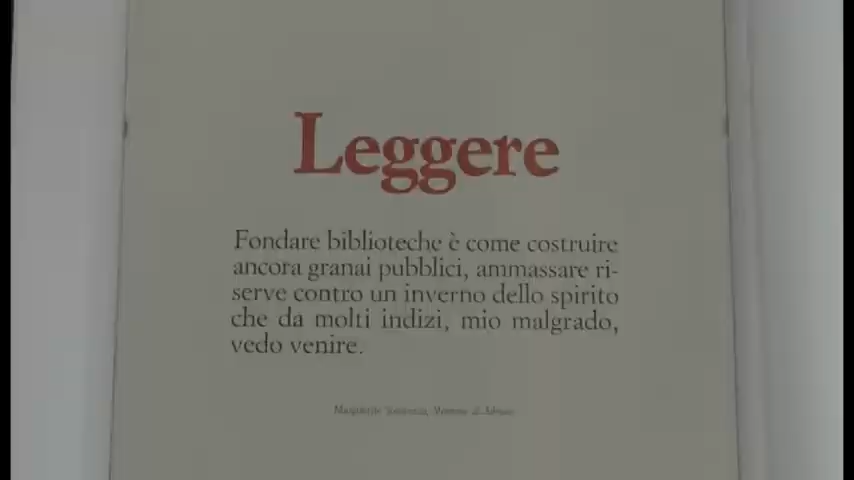 Leggere
Fondare biblioteche è come costruire
ancora granai pubblici, ammassare ri-
serve contro un inverno dello spirito
che da molti indizi, mio malgrado,
vedo venire.
Marguerite